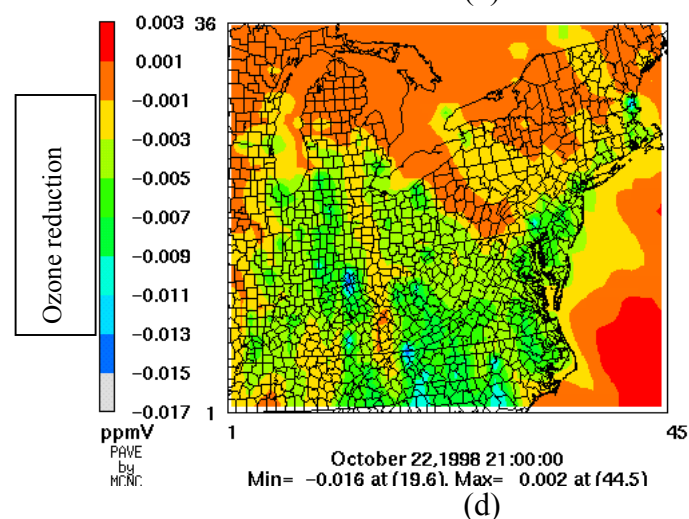 0.003
0.001
−0.001
−0.003
−0.005
−0.007
−0.009
−0.011
−0.013
−0.015
−0.017
Ozone reduction
ppmV
PAVE
by
MCNC
36
1
1
45
October 22,1998 21:00:00
Min= −0.016 at (19,6), Max= 0.002 at (44,5)
(d)